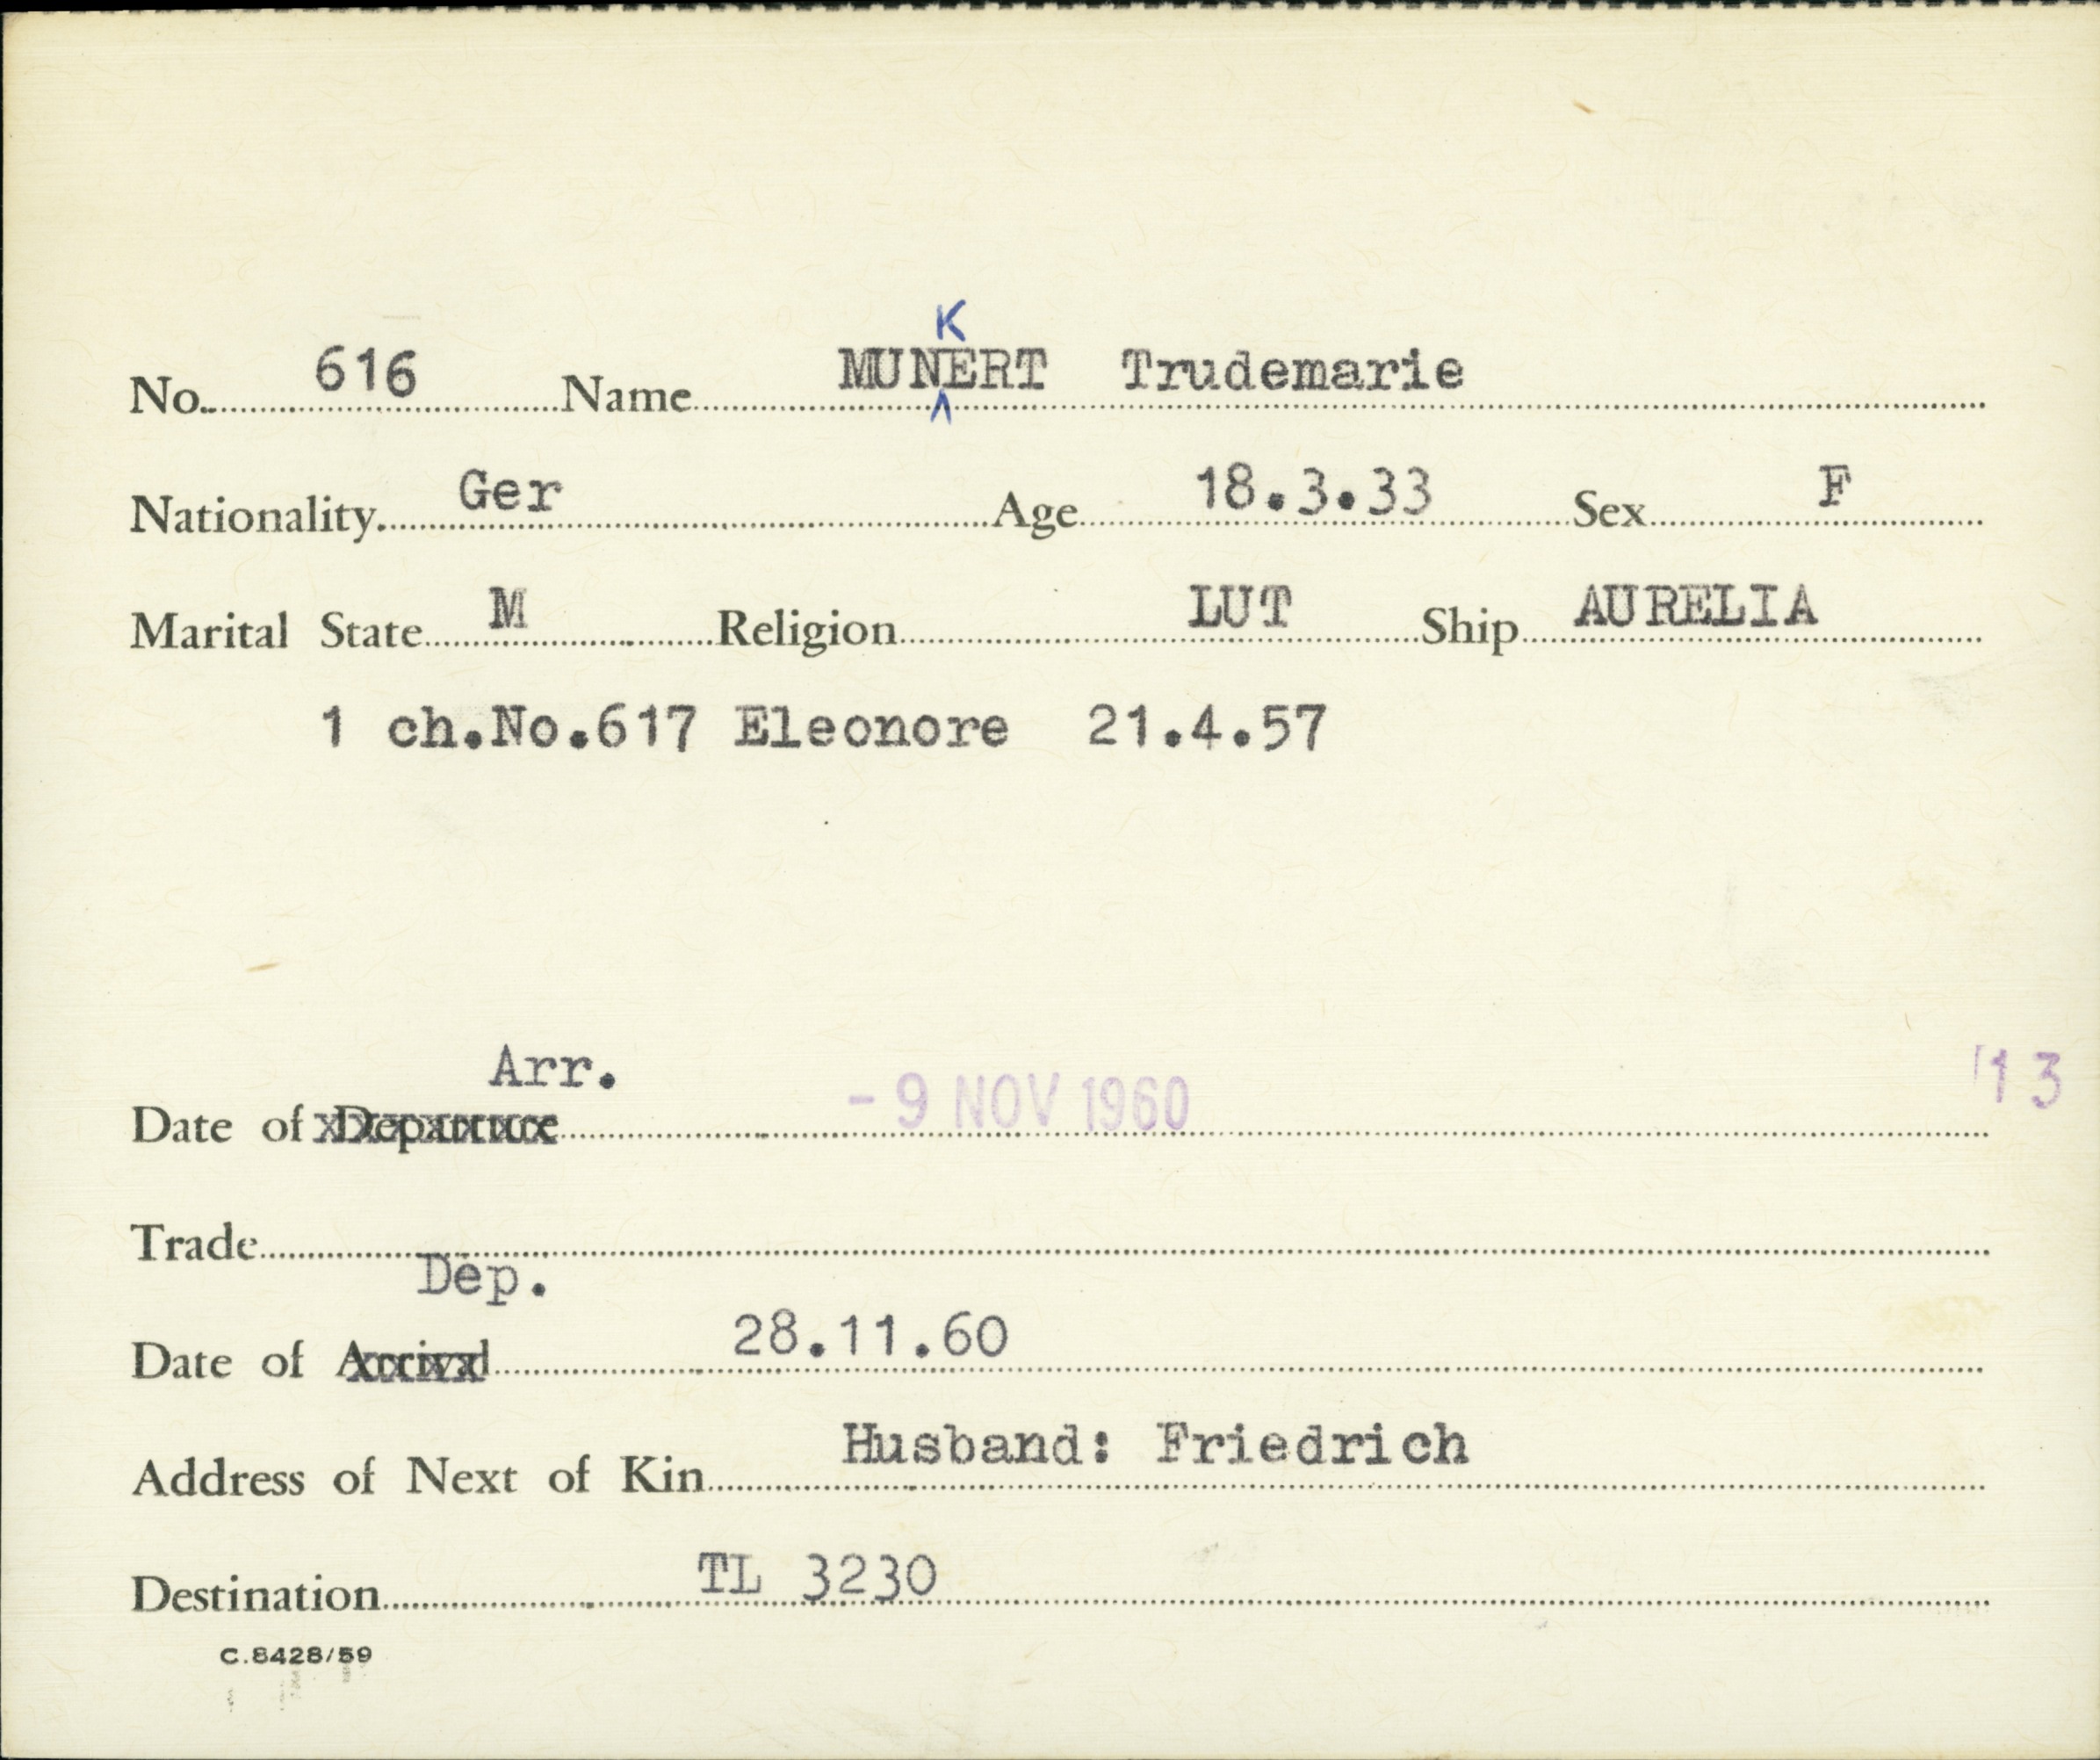 No. 616 Name MUNKERT Trudemarie
Nationality. Ger Age 18.3.33 Sex F
Marital State M Religion LUT Ship AURELIA
1 ch.No.617 Eleonore 21.4.57
Arr.
Date of Departure - 9 NOV 1960 13
Trade
Dep.
Date of Arrival 28.11.60
Address of Next of Kin Husband: Friedrich
Destination TL 3230
C.8428/59